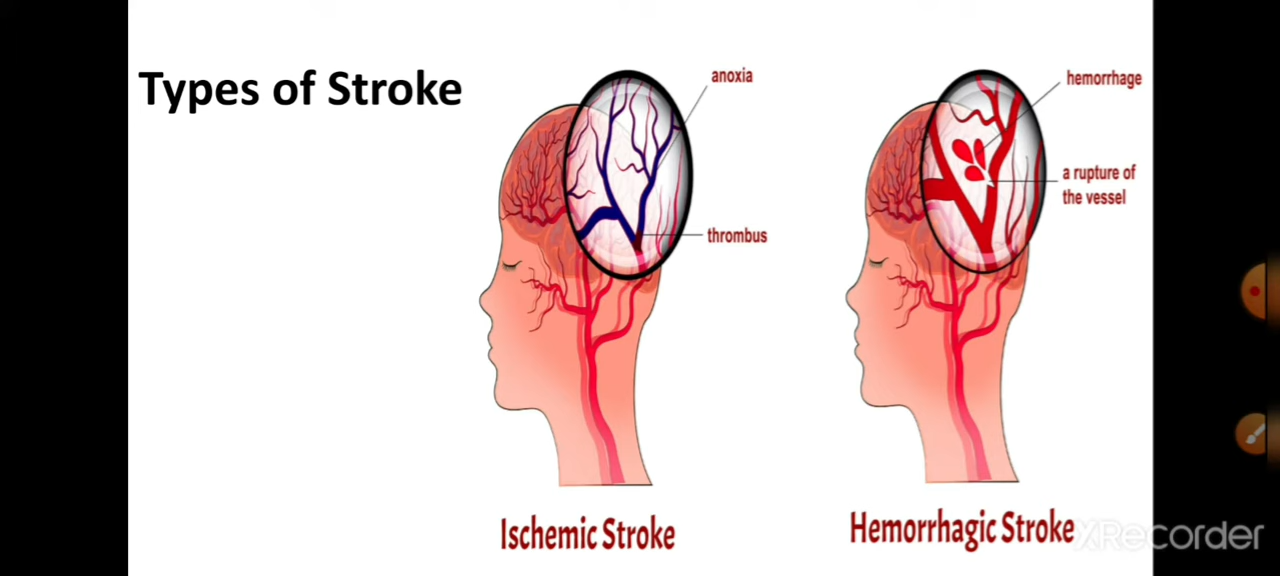 Types of Stroke
anoxia
thrombus
hemorrhage
a rupture of
the vessel
Ischemic Stroke
Hemorrhagic Stroke
XRecorder